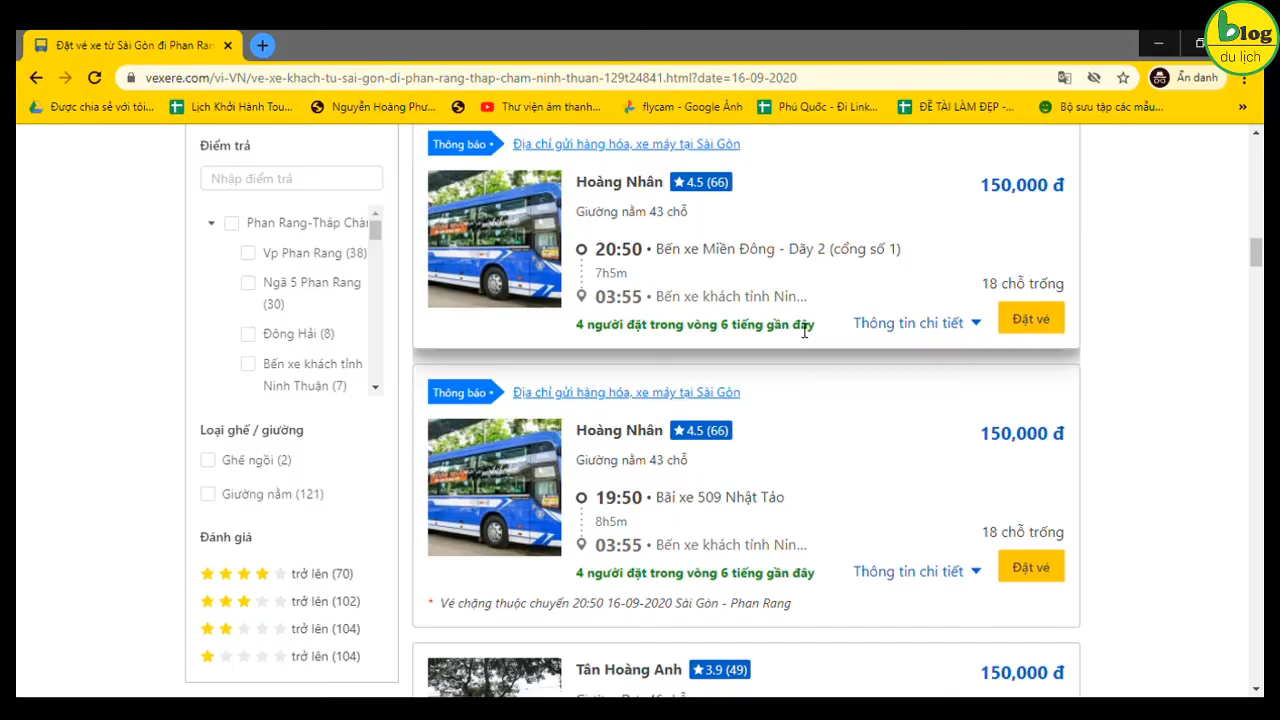 blog
du lịch
Đặt vé xe từ Sài Gòn đi Phan Ran
vexere.com/vi-VN/ve-xe-khach-tu-sai-gon-di-phan-rang-thap-cham-ninh-thuan-129t24841.html?date=16-09-2020
Ẩn danh
Được chia sẻ với tôi...
Lịch Khởi Hành Tou...
Nguyễn Hoàng Phư...
Thư viện âm thanh...
flycam - Google Ảnh
Phú Quốc - Đi Link...
ĐỀ TÀI LÀM ĐẸP -...
Bộ sưu tập các mẫu...
Điểm trả
Nhập điểm trả
Phan Rang-Tháp Chàm
Vp Phan Rang (38)
Ngã 5 Phan Rang
(30)
Đông Hải (8)
Bến xe khách tỉnh
Ninh Thuận (7)
Loại ghế / giường
Ghế ngồi (2)
Giường nằm (121)
Đánh giá
trở lên (70)
trở lên (102)
trở lên (104)
trở lên (104)
Thông báo • Địa chỉ gửi hàng hóa, xe máy tại Sài Gòn
Hoàng Nhân ★ 4.5 (66)
150,000 đ
Giường nằm 43 chỗ
20:50 • Bến xe Miền Đông - Dãy 2 (cổng số 1)
7h5m
18 chỗ trống
03:55 • Bến xe khách tỉnh Nin...
4 người đặt trong vòng 6 tiếng gần đây
Thông tin chi tiết
Đặt vé
Thông báo • Địa chỉ gửi hàng hóa, xe máy tại Sài Gòn
Hoàng Nhân ★ 4.5 (66)
150,000 đ
Giường nằm 43 chỗ
19:50 • Bãi xe 509 Nhật Tảo
8h5m
18 chỗ trống
03:55 • Bến xe khách tỉnh Nin...
4 người đặt trong vòng 6 tiếng gần đây
Thông tin chi tiết
Đặt vé
* Vé chặng thuộc chuyến 20:50 16-09-2020 Sài Gòn - Phan Rang
Tân Hoàng Anh ★ 3.9 (49)
150,000 đ